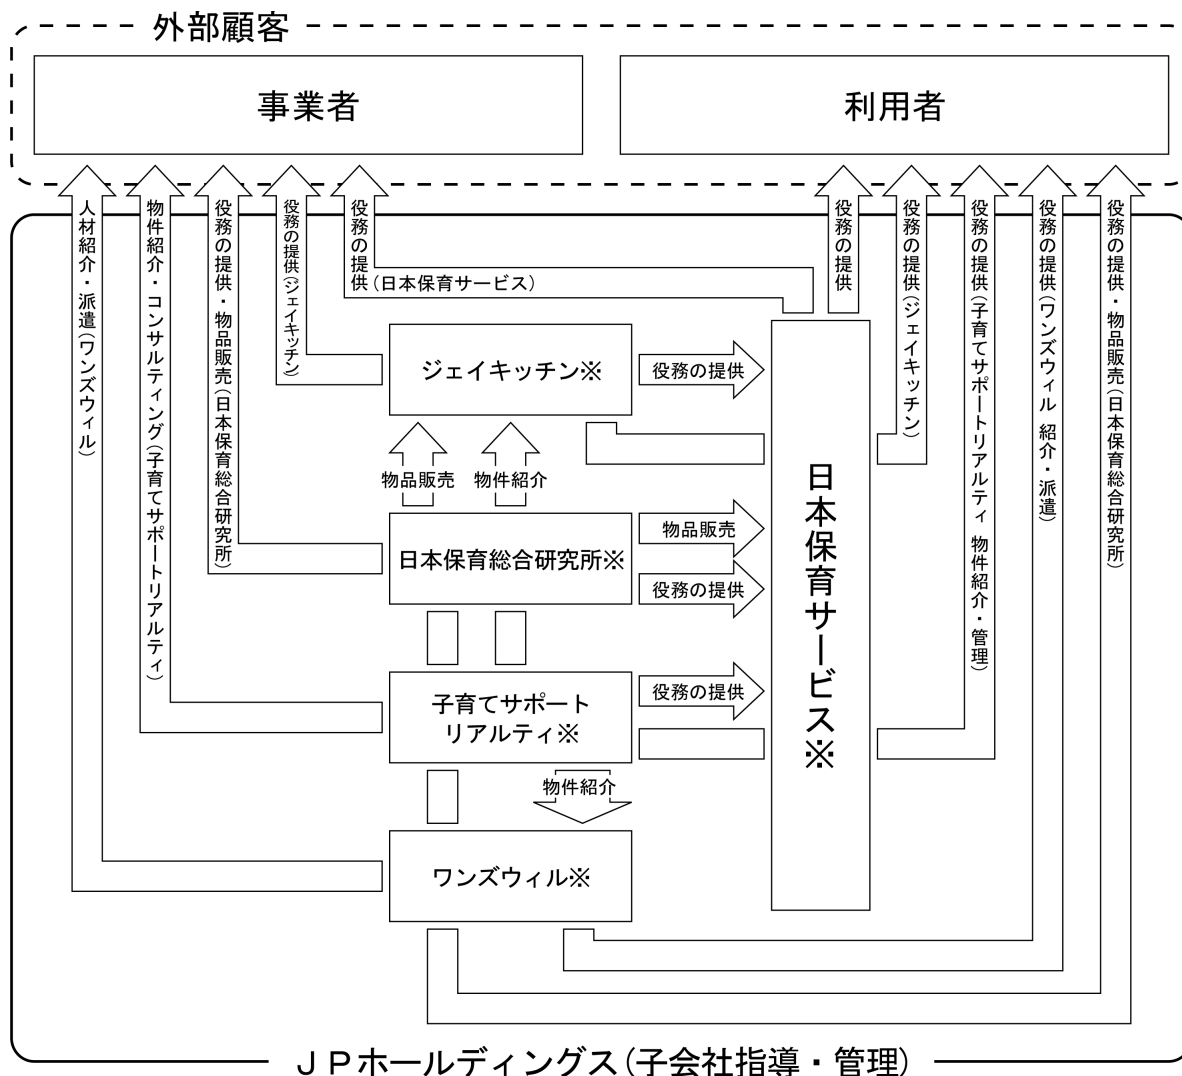 外部顧客
事業者
利用者
人材紹介・派遣(ワンズウィル)
物件紹介・コンサルティング(子育てサポートリアルティ)
役務の提供・物品販売(日本保育総合研究所)
役務の提供(ジェイキッチン)
役務の提供(日本保育サービス)
役務の提供
役務の提供(ジェイキッチン)
役務の提供(子育てサポートリアルティ 物件紹介・管理)
役務の提供(ワンズウィル 紹介・派遣)
役務の提供・物品販売(日本保育総合研究所)
ジェイキッチン※
役務の提供
物品販売
物件紹介
日本保育総合研究所※
物品販売
役務の提供
子育てサポート
リアルティ※
役務の提供
物件紹介
ワンズウィル※
日本保育サービス※
ＪＰホールディングス(子会社指導・管理)